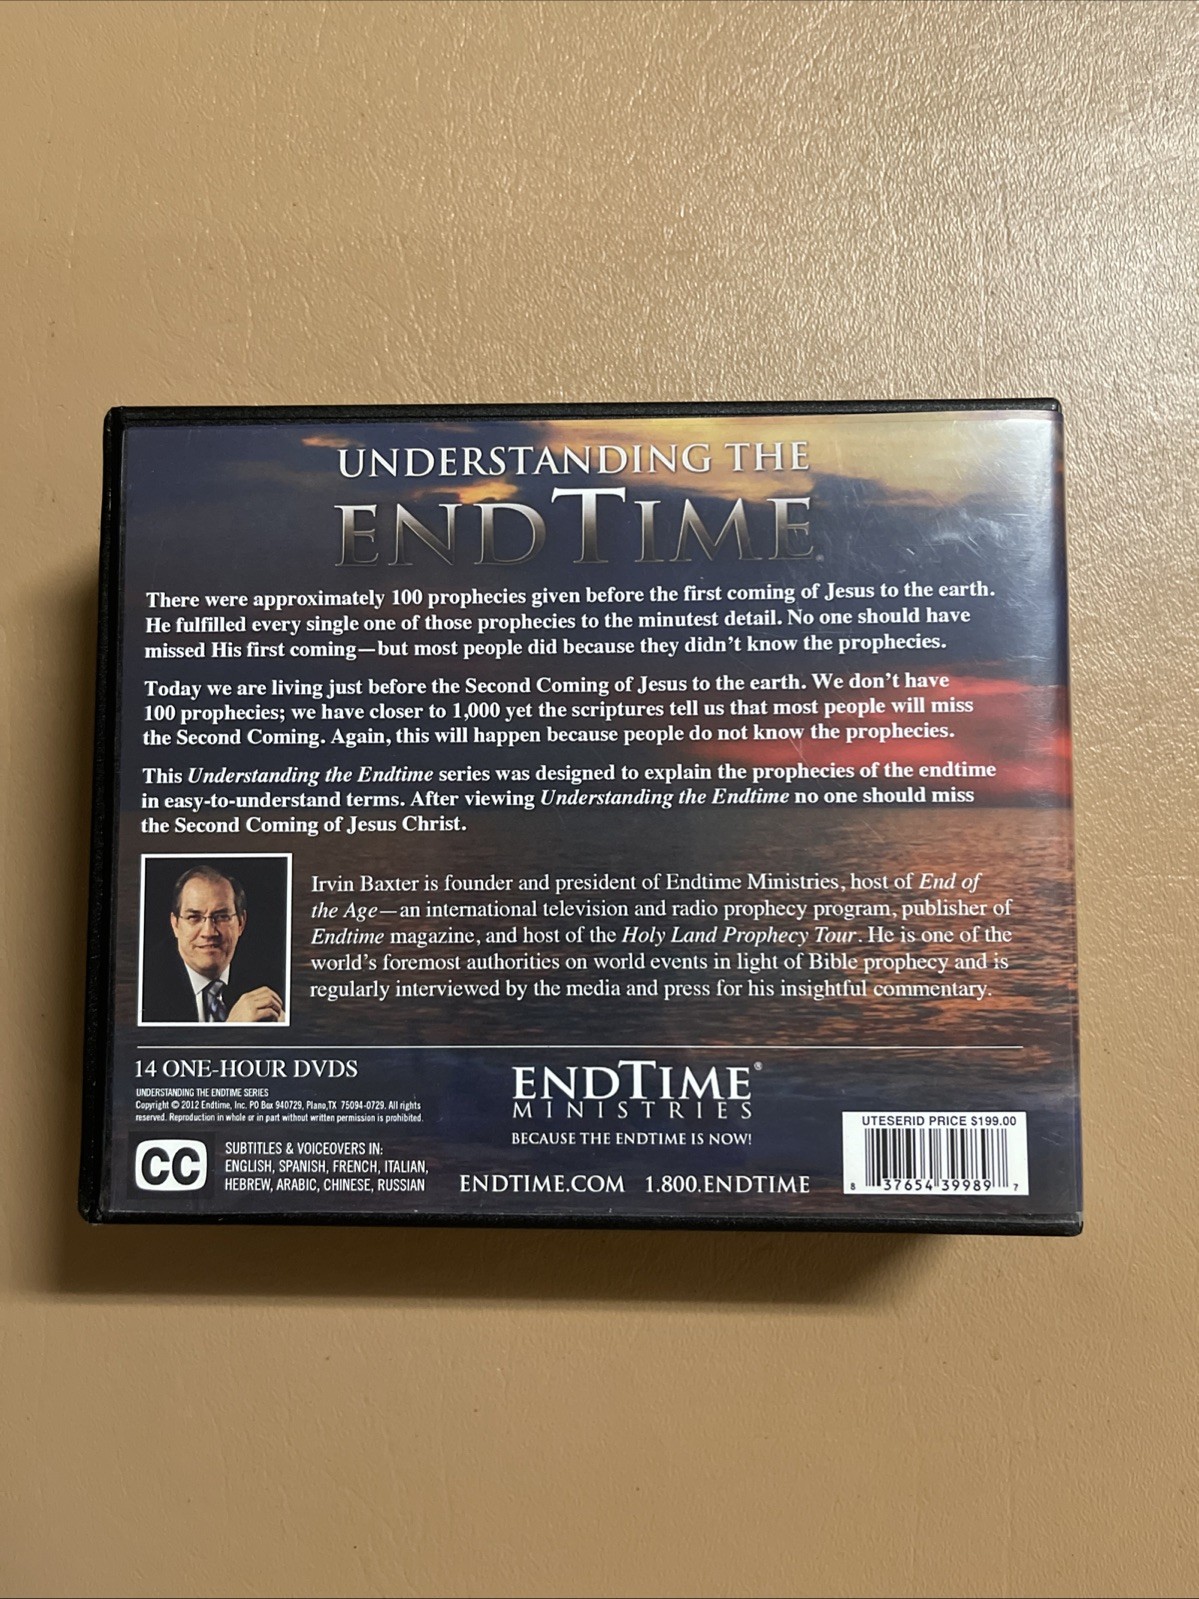 UNDERSTANDING THE
ENDTIME
There were approximately 100 prophecies given before the first coming of Jesus to the earth.
He fulfilled every single one of those prophecies to the minutest detail. No one should have
missed His first coming—but most people did because they didn't know the prophecies.
Today we are living just before the Second Coming of Jesus to the earth. We don't have
100 prophecies; we have closer to 1,000 yet the scriptures tell us that most people will miss
the Second Coming. Again, this will happen because people do not know the prophecies.
This Understanding the Endtime series was designed to explain the prophecies of the endtime
in easy-to-understand terms. After viewing Understanding the Endtime no one should miss
the Second Coming of Jesus Christ.
Irvin Baxter is founder and president of Endtime Ministries, host of End of
the Age—an international television and radio prophecy program, publisher of
Endtime magazine, and host of the Holy Land Prophecy Tour. He is one of the
world's foremost authorities on world events in light of Bible prophecy and is
regularly interviewed by the media and press for his insightful commentary.
14 ONE-HOUR DVDS
UNDERSTANDING THE ENDTIME SERIES
Copyright © 2012 Endtime, Inc. PO Box 940729, Plano,TX 75094-0729. All rights
reserved. Reproduction in whole or in part without written permission is prohibited.
CC
SUBTITLES & VOICEOVERS IN:
ENGLISH, SPANISH, FRENCH, ITALIAN,
HEBREW, ARABIC, CHINESE, RUSSIAN
ENDTIME®
MINISTRIES
BECAUSE THE ENDTIME IS NOW!
ENDTIME.COM 1.800.ENDTIME
UTESERID PRICE $199.00
8 37654 39989 7